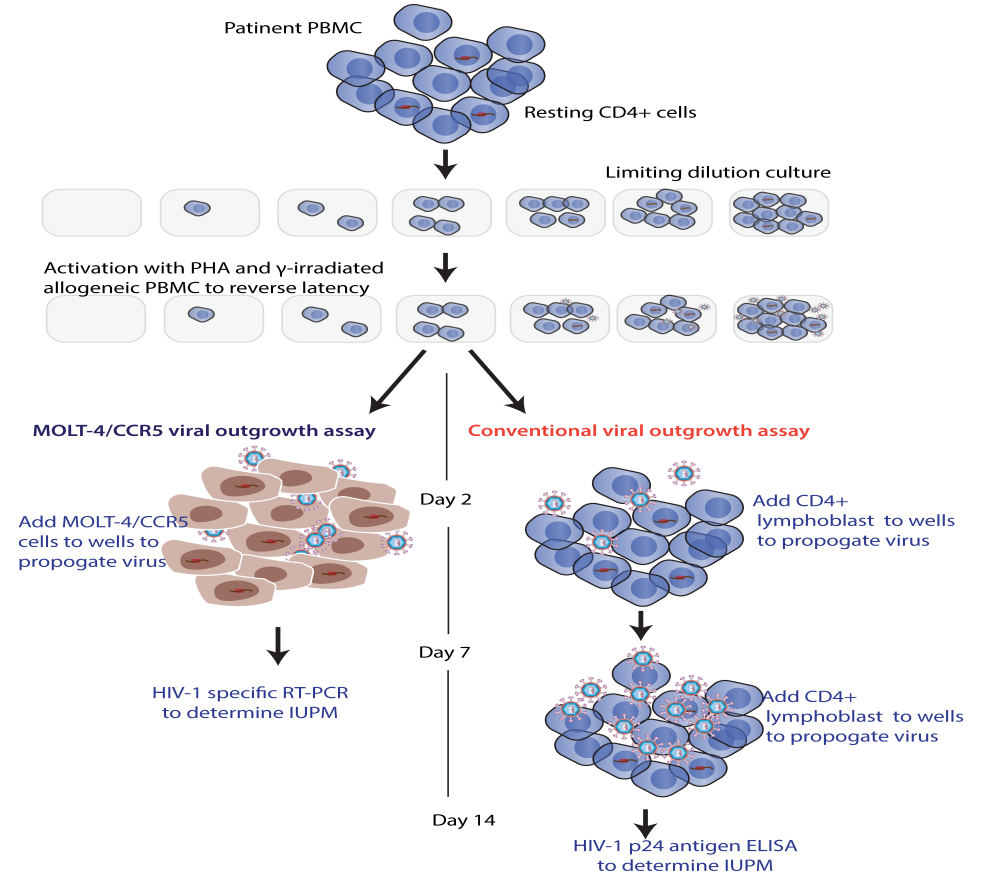 Patinent PBMC
Resting CD4+ cells
Limiting dilution culture
Activation with PHA and γ-irradiated
allogeneic PBMC to reverse latency
MOLT-4/CCR5 viral outgrowth assay
Conventional viral outgrowth assay
Day 2
Add MOLT-4/CCR5
cells to wells to
propogate virus
Add CD4+
lymphoblast to wells
to propogate virus
Day 7
HIV-1 specific RT-PCR
to determine IUPM
Add CD4+
lymphoblast to wells
to propogate virus
Day 14
HIV-1 p24 antigen ELISA
to determine IUPM